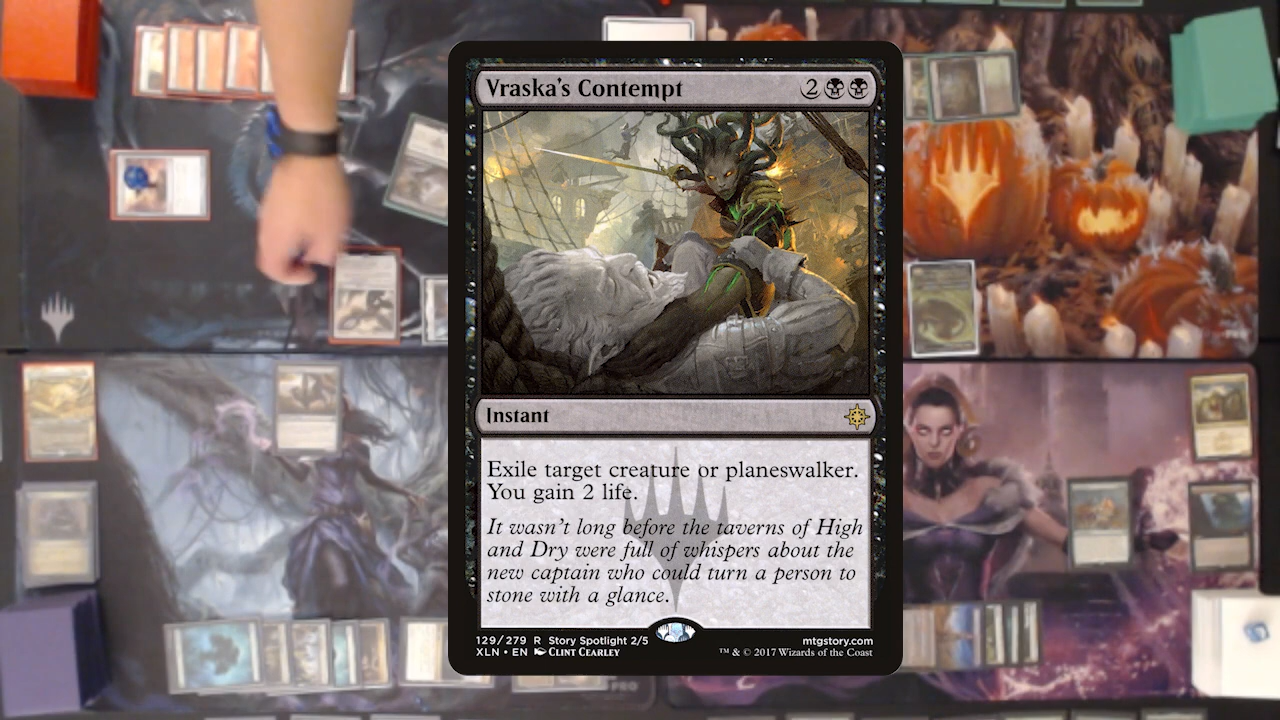 Vraska's Contempt 2
Instant
Exile target creature or planeswalker.
You gain 2 life.
It wasn't long before the taverns of High
and Dry were full of whispers about the
new captain who could turn a person to
stone with a glance.
129/279 R Story Spotlight 2/5
XLN • EN Clint Cearley
mtgstory.com
™ & © 2017 Wizards of the Coast
PRO